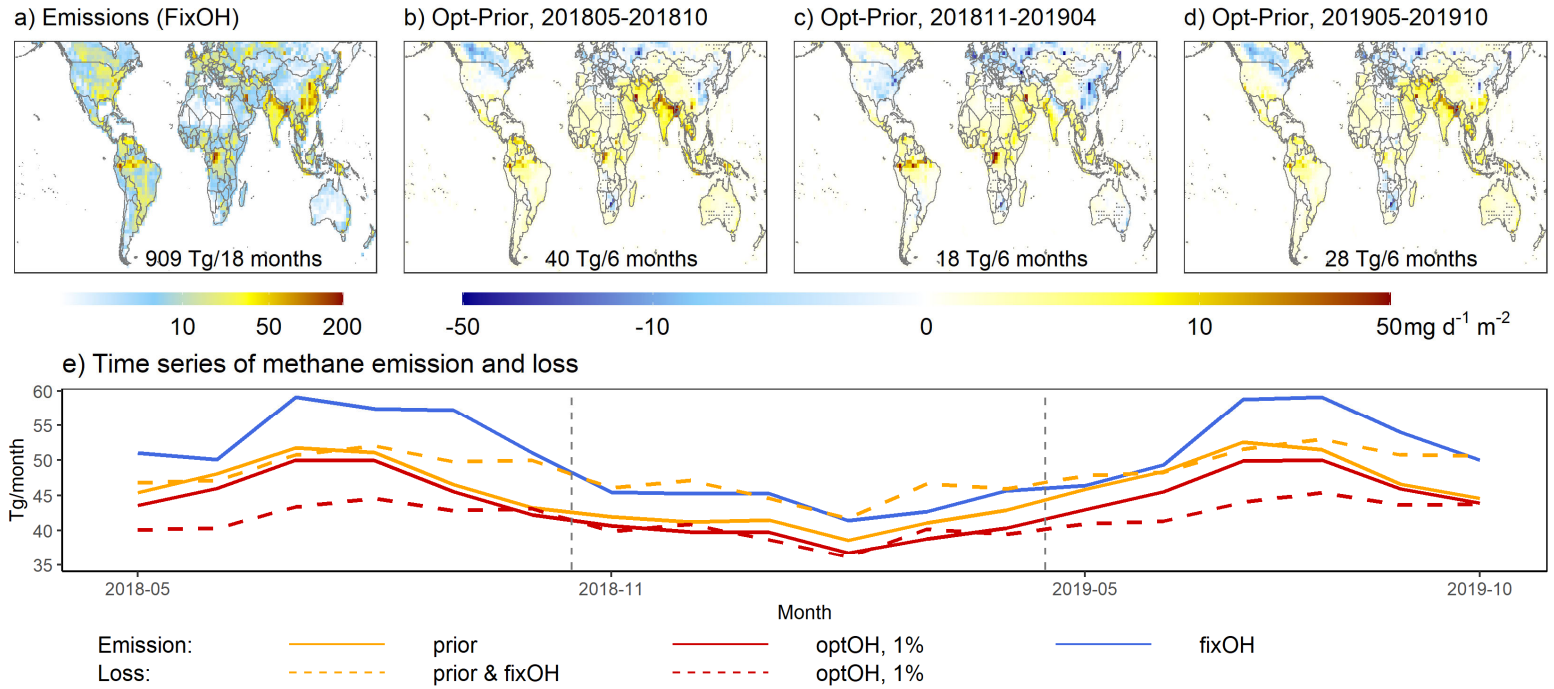 a) Emissions (FixOH)
b) Opt-Prior, 201805-201810
c) Opt-Prior, 201811-201904
d) Opt-Prior, 201905-201910
909 Tg/18 months
40 Tg/6 months
18 Tg/6 months
28 Tg/6 months
10 50 200
-50 -10 0 10 50 mg d⁻¹ m⁻²
e) Time series of methane emission and loss
Tg/month
60
55
50
45
40
35
2018-05 2018-11 2019-05 2019-10
Month
Emission: prior optOH, 1% fixOH
Loss: prior & fixOH optOH, 1%